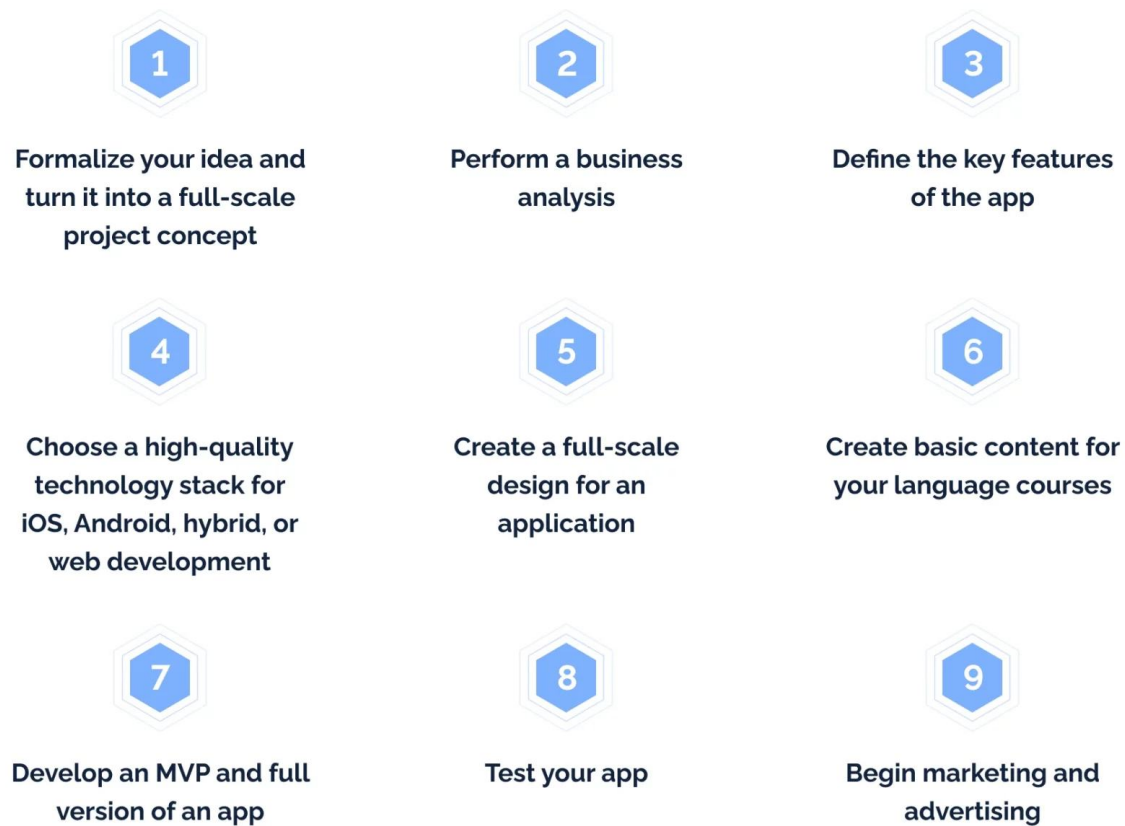 1
Formalize your idea and
turn it into a full-scale
project concept
2
Perform a business
analysis
3
Define the key features
of the app
4
Choose a high-quality
technology stack for
iOS, Android, hybrid, or
web development
5
Create a full-scale
design for an
application
6
Create basic content for
your language courses
7
Develop an MVP and full
version of an app
8
Test your app
9
Begin marketing and
advertising